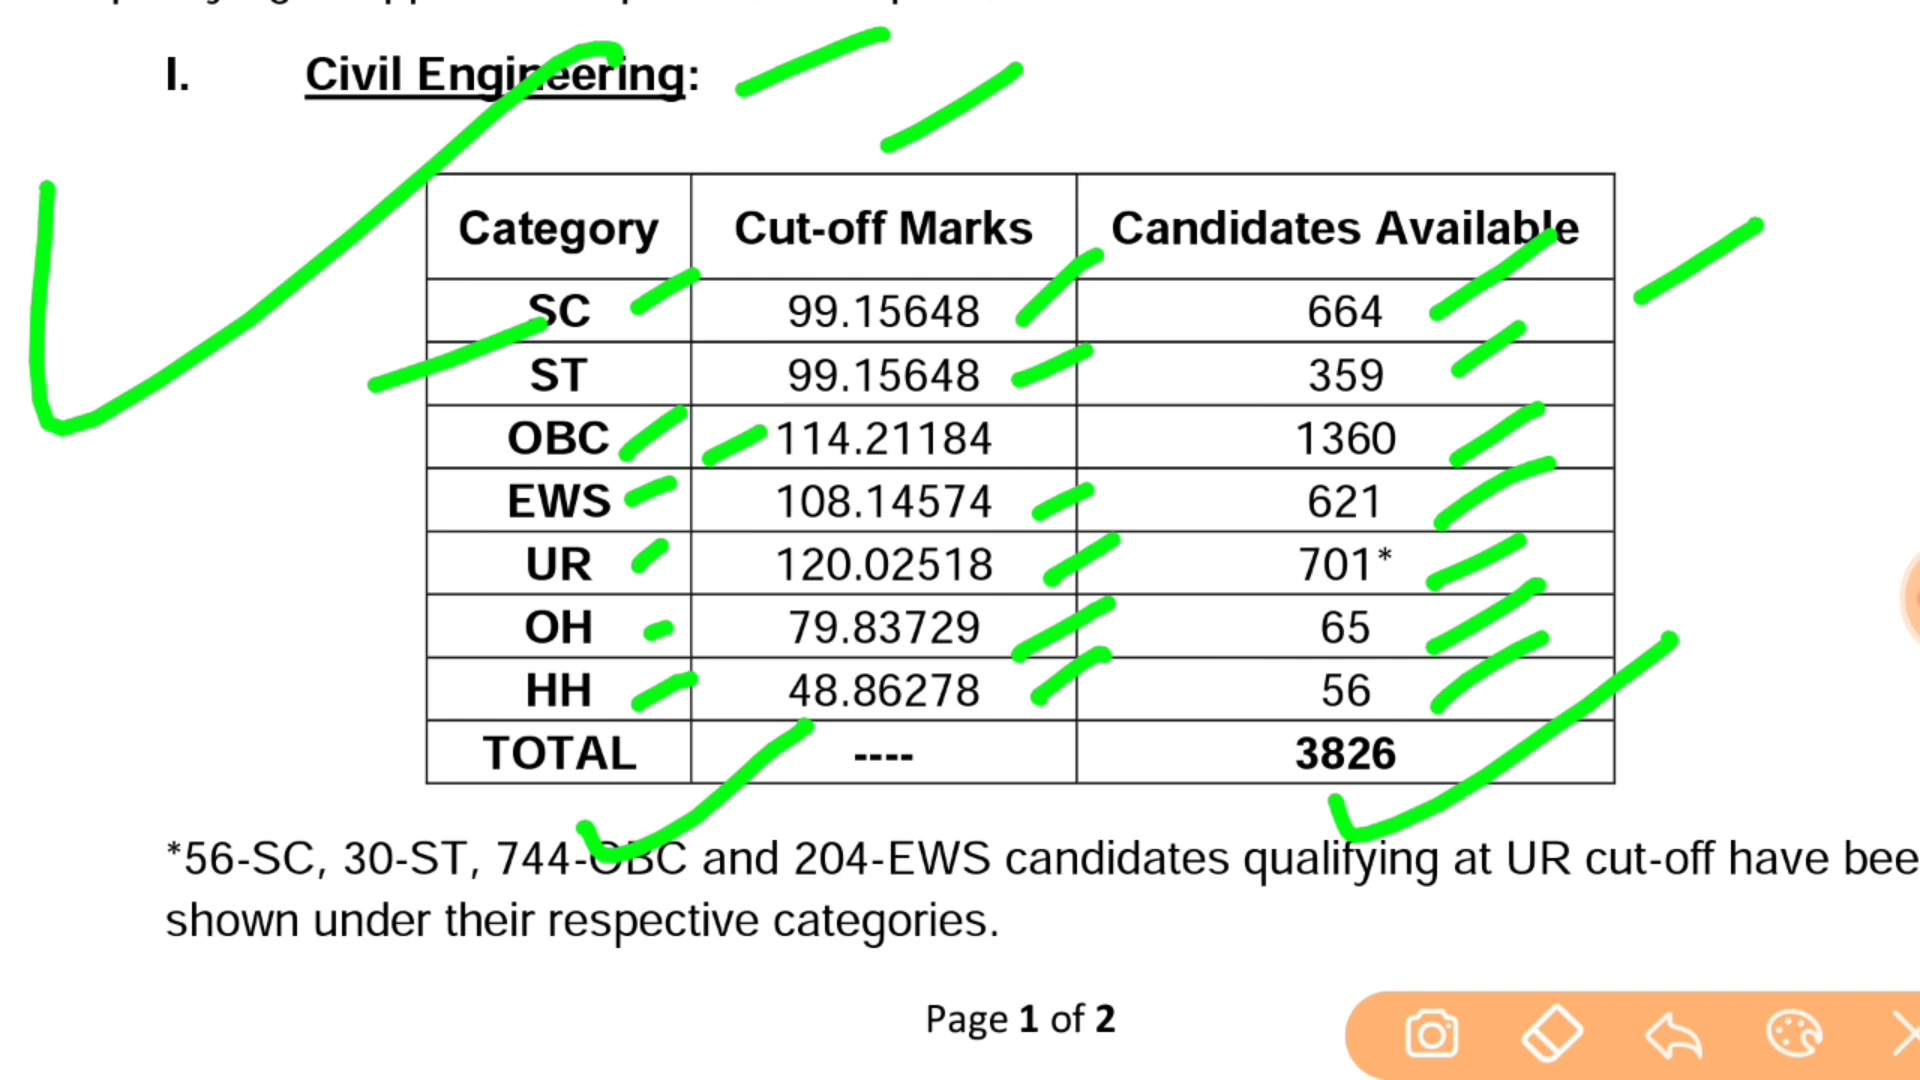 I. Civil Engineering:
Category Cut-off Marks Candidates Available
SC 99.15648 664
ST 99.15648 359
OBC 114.21184 1360
EWS 108.14574 621
UR 120.02518 701*
OH 79.83729 65
HH 48.86278 56
TOTAL ---- 3826
*56-SC, 30-ST, 744-OBC and 204-EWS candidates qualifying at UR cut-off have bee
shown under their respective categories.
Page 1 of 2